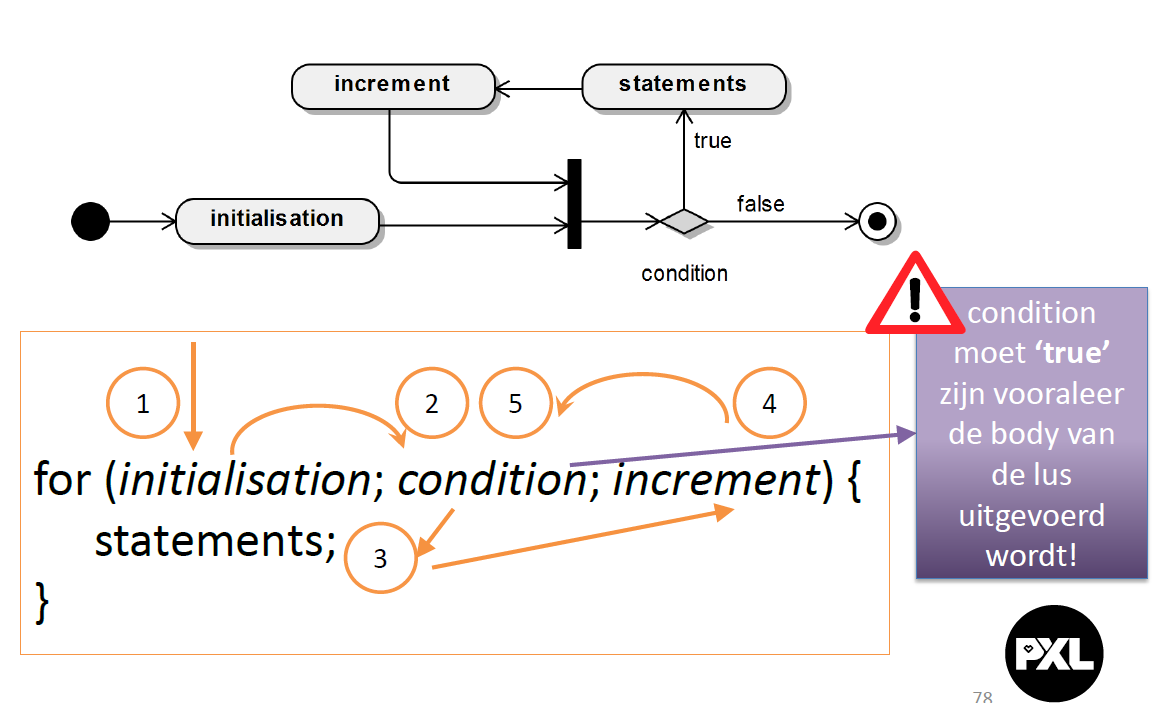 increment
statements
true
initialisation
false
condition
!
condition
moet ‘true’
zijn vooraleer
de body van
de lus
uitgevoerd
wordt!
1
2
5
4
for (initialisation; condition; increment) {
statements;
3
}
PXL
78